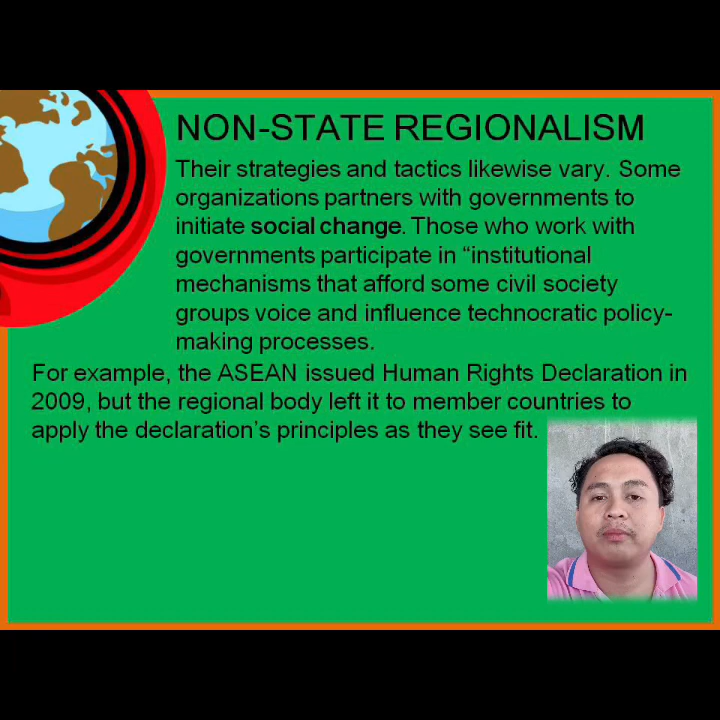 NON-STATE REGIONALISM
Their strategies and tactics likewise vary. Some
organizations partners with governments to
initiate social change. Those who work with
governments participate in “institutional
mechanisms that afford some civil society
groups voice and influence technocratic policy-
making processes.
For example, the ASEAN issued Human Rights Declaration in
2009, but the regional body left it to member countries to
apply the declaration’s principles as they see fit.